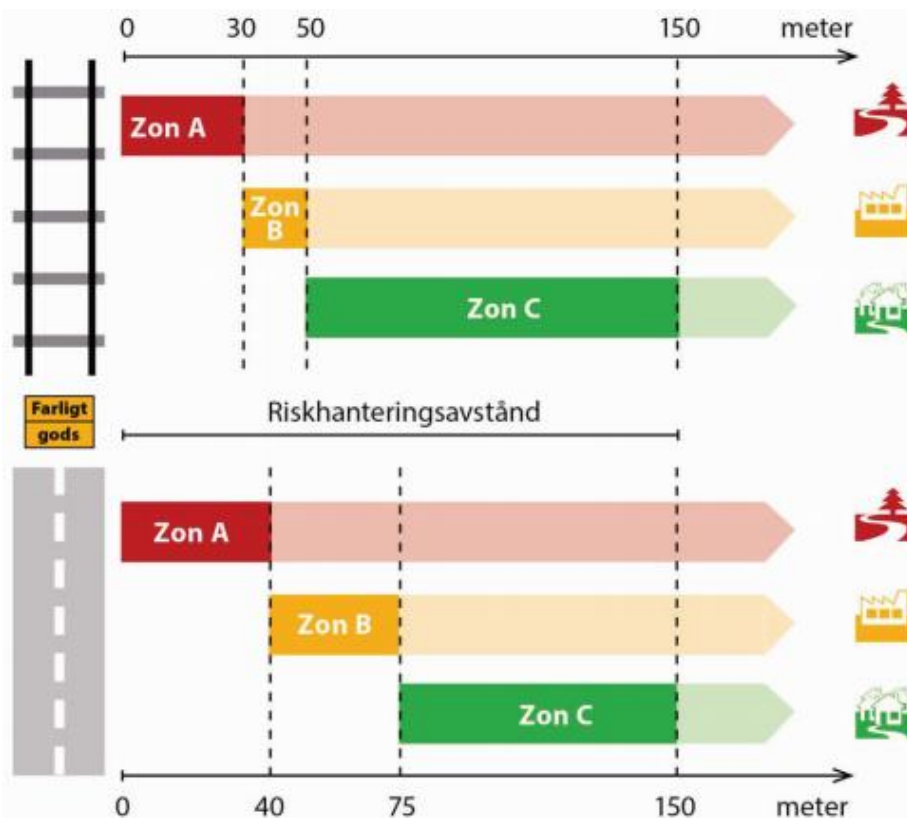 0 30 50 150 meter
Zon A
Zon
B
Zon C
Farligt
gods
Riskhanteringsavstånd
Zon A
Zon B
Zon C
0 40 75 150 meter